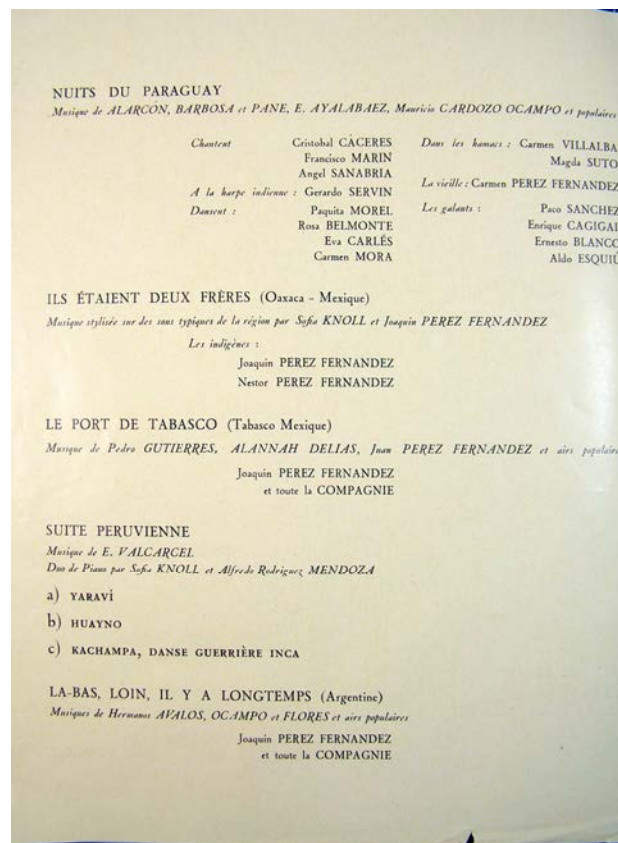 NUITS DU PARAGUAY
Musique de ALARCÓN, BARBOSA et PANE, E. AYALABAEZ, Mauricio CARDOZO OCAMPO et populaires
Chantent Cristobal CÀCERES
Francisco MARIN
Angel SANABRIA
A la harpe indienne : Gerardo SERVIN
Dansent : Paquita MOREL
Rosa BELMONTE
Eva CARLÉS
Carmen MORA
Dans les hamacs : Carmen VILLALBA
Magda SUTO
La vieille : Carmen PEREZ FERNANDEZ
Les galants : Paco SANCHEZ
Enrique CAGIGAL
Ernesto BLANCO
Aldo ESQUIÚ
ILS ÉTAIENT DEUX FRÈRES (Oaxaca - Mexique)
Musique stylisée sur des sons typiques de la région par Sofia KNOLL et Joaquin PEREZ FERNANDEZ
Les indigènes :
Joaquin PEREZ FERNANDEZ
Nestor PEREZ FERNANDEZ
LE PORT DE TABASCO (Tabasco Mexique)
Musique de Pedro GUTIERRES, ALANNAH DELIAS, Juan PEREZ FERNANDEZ et airs populaire
Joaquin PEREZ FERNANDEZ
et toute la COMPAGNIE
SUITE PERUVIENNE
Musique de E. VALCARCEL
Duo de Piano par Sofia KNOLL et Alfredo Rodriguez MENDOZA
a) YARAVÍ
b) HUAYNO
c) KACHAMPA, DANSE GUERRIÈRE INCA
LA-BAS, LOIN, IL Y A LONGTEMPS (Argentine)
Musiques de Hermanos AVALOS, OCAMPO et FLORES et airs populaires
Joaquin PEREZ FERNANDEZ
et toute la COMPAGNIE